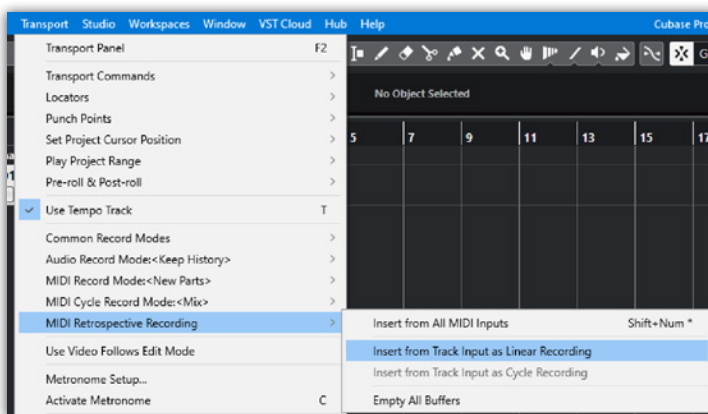 Transport Studio Workspaces Window VST Cloud Hub Help Cubase Pro
Transport Panel F2
Transport Commands
Locators
No Object Selected
Punch Points
Set Project Cursor Position
5 7 9 11 13 15 17
Play Project Range
Pre-roll & Post-roll
Use Tempo Track T
Common Record Modes
Audio Record Mode:<Keep History>
MIDI Record Mode:<New Parts>
MIDI Cycle Record Mode:<Mix>
MIDI Retrospective Recording
Insert from All MIDI Inputs Shift+Num *
Use Video Follows Edit Mode
Insert from Track Input as Linear Recording
Insert from Track Input as Cycle Recording
Metronome Setup...
Activate Metronome C
Empty All Buffers